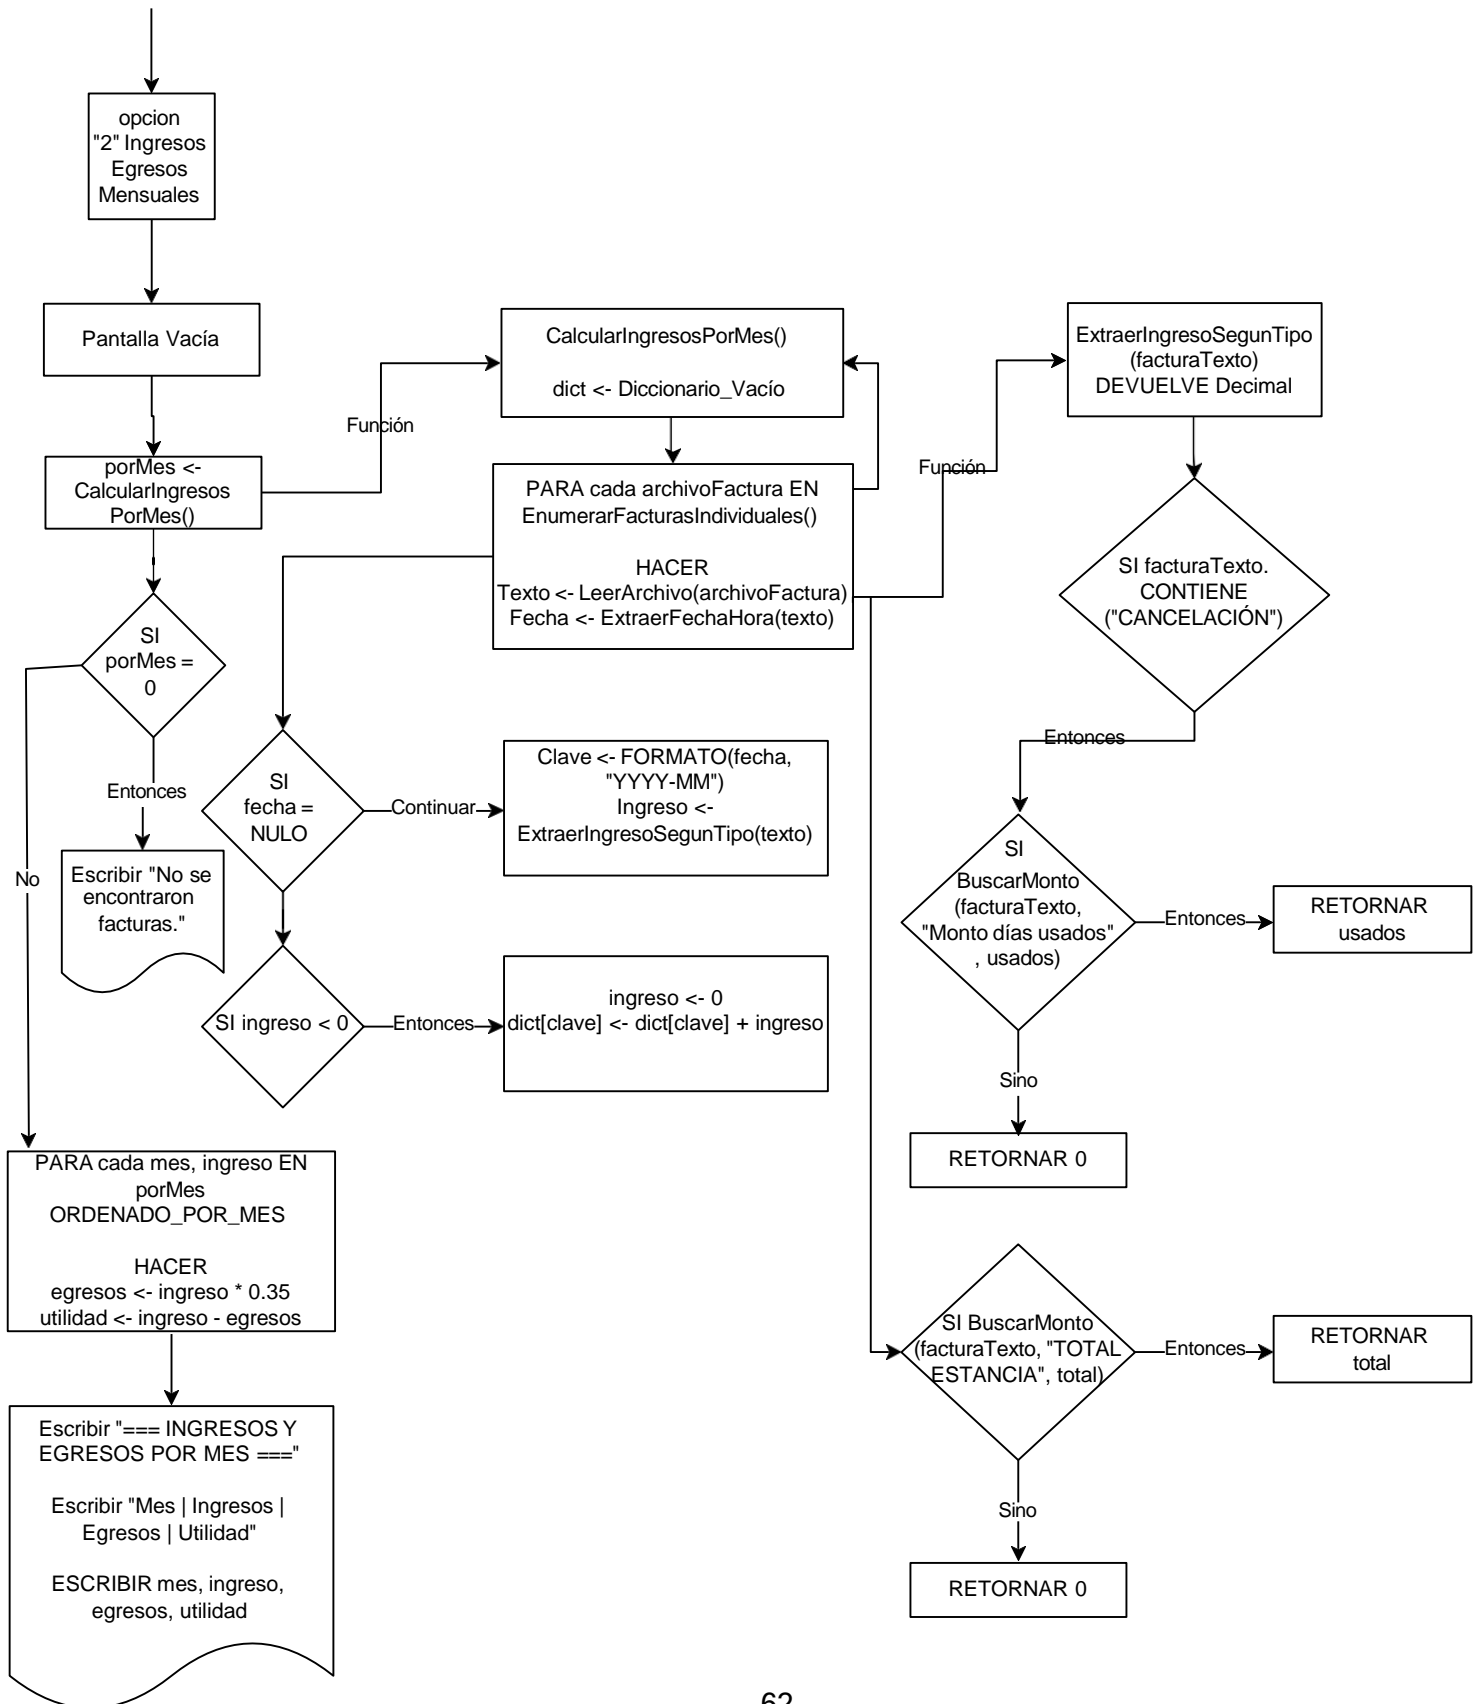 opcion
"2" Ingresos
Egresos
Mensuales
Pantalla Vacía
porMes <-
CalcularIngresos
PorMes()
SI
porMes =
0
Entonces
Escribir "No se
encontraron
facturas."
No
PARA cada mes, ingreso EN
porMes
ORDENADO_POR_MES
HACER
egresos <- ingreso * 0.35
utilidad <- ingreso - egresos
Escribir "=== INGRESOS Y
EGRESOS POR MES ==="
Escribir "Mes | Ingresos |
Egresos | Utilidad"
ESCRIBIR mes, ingreso,
egresos, utilidad
Función
CalcularIngresosPorMes()
dict <- Diccionario_Vacío
PARA cada archivoFactura EN
EnumerarFacturasIndividuales()
HACER
Texto <- LeerArchivo(archivoFactura)
Fecha <- ExtraerFechaHora(texto)
SI
fecha =
NULO
Continuar
Clave <- FORMATO(fecha,
"YYYY-MM")
Ingreso <-
ExtraerIngresoSegunTipo(texto)
SI ingreso < 0
Entonces
ingreso <- 0
dict[clave] <- dict[clave] + ingreso
Función
ExtraerIngresoSegunTipo
(facturaTexto)
DEVUELVE Decimal
SI facturaTexto.
CONTIENE
("CANCELACIÓN")
Entonces
SI
BuscarMonto
(facturaTexto,
"Monto días usados"
, usados)
Entonces
RETORNAR
usados
Sino
RETORNAR 0
SI BuscarMonto
(facturaTexto, "TOTAL
ESTANCIA", total)
Entonces
RETORNAR
total
Sino
RETORNAR 0
62